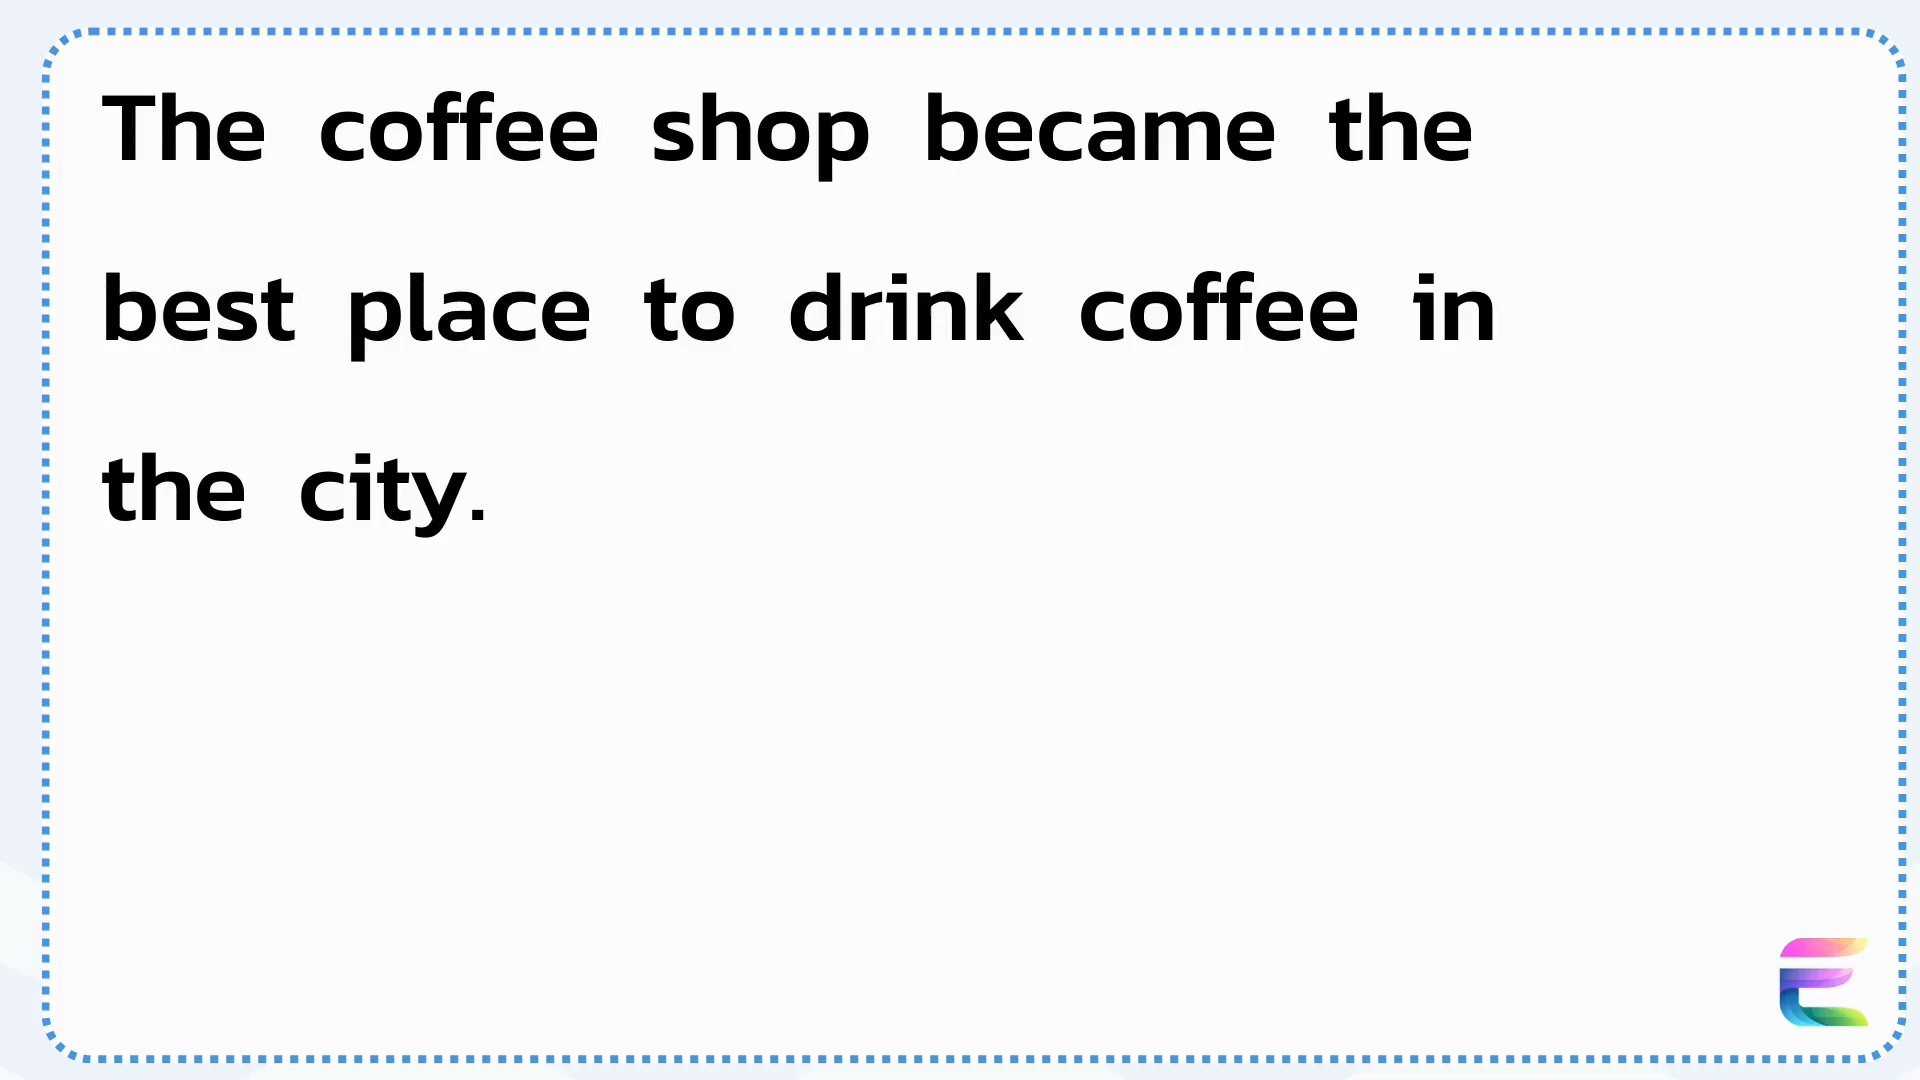 The coffee shop became the
best place to drink coffee in
the city.